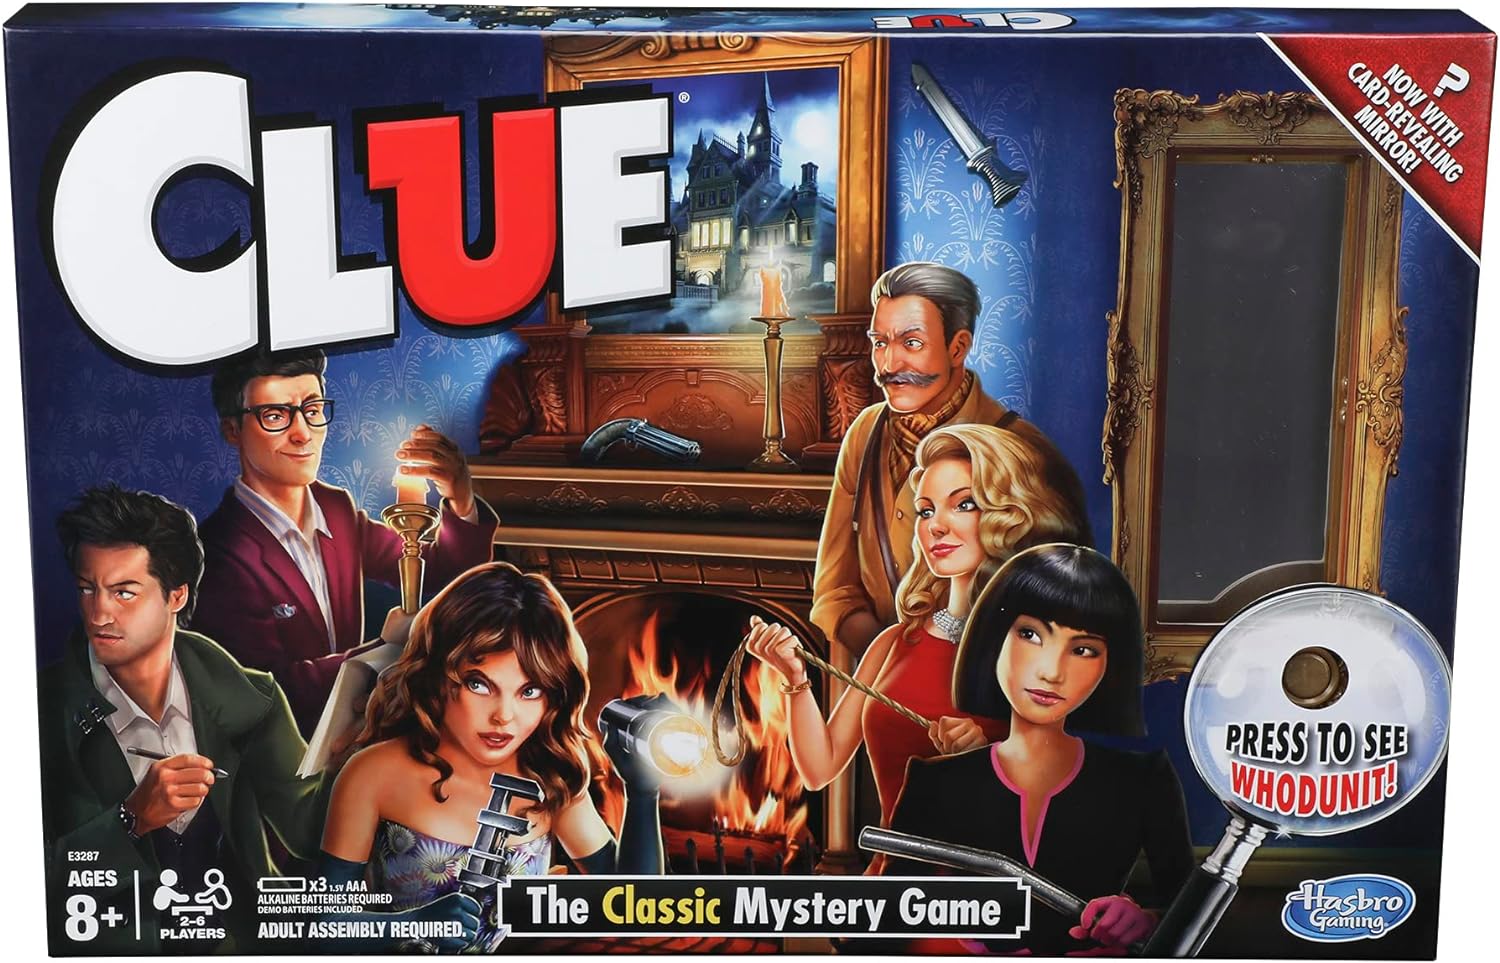 CLUE
CLUE®
?
NOW WITH
CARD-REVEALING
MIRROR!
PRESS TO SEE
WHODUNIT!
E3287
AGES
8+
2-6
PLAYERS
x3 1.5V AAA
ALKALINE BATTERIES REQUIRED
DEMO BATTERIES INCLUDED
ADULT ASSEMBLY REQUIRED.
The Classic Mystery Game
Hasbro
Gaming